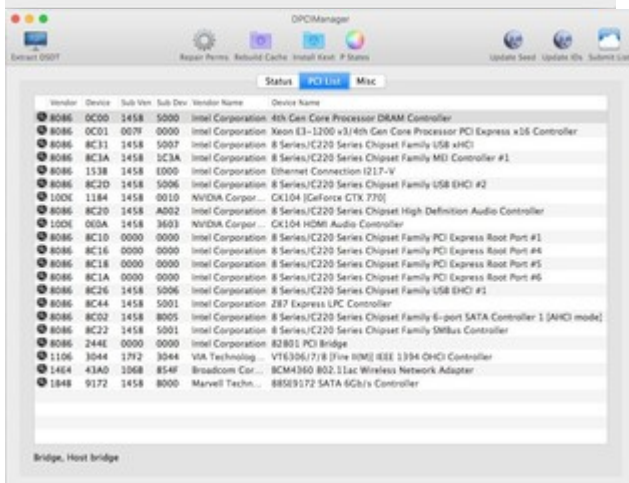 DPCIManager
Extract DSDT Repair Perms Rebuild Cache Install Kext P States Update Seed Update IDs Submit List
Status PCI List Misc
Vendor Device Sub Ven Sub Dev Vendor Name Device Name
8086 0C00 1458 5000 Intel Corporation 4th Gen Core Processor DRAM Controller
8086 0C01 007F 0000 Intel Corporation Xeon E3-1200 v3/4th Gen Core Processor PCI Express x16 Controller
8086 8C31 1458 5007 Intel Corporation 8 Series/C220 Series Chipset Family USB xHCI
8086 8C3A 1458 1C3A Intel Corporation 8 Series/C220 Series Chipset Family MEI Controller #1
8086 153B 1458 E000 Intel Corporation Ethernet Connection I217-V
8086 8C2D 1458 5006 Intel Corporation 8 Series/C220 Series Chipset Family USB EHCI #2
10DE 1184 1458 0010 NVIDIA Corpor... GK104 [GeForce GTX 770]
8086 8C20 1458 A002 Intel Corporation 8 Series/C220 Series Chipset High Definition Audio Controller
10DE 0E0A 1458 3603 NVIDIA Corpor... GK104 HDMI Audio Controller
8086 8C10 0000 0000 Intel Corporation 8 Series/C220 Series Chipset Family PCI Express Root Port #1
8086 8C16 0000 0000 Intel Corporation 8 Series/C220 Series Chipset Family PCI Express Root Port #4
8086 8C18 0000 0000 Intel Corporation 8 Series/C220 Series Chipset Family PCI Express Root Port #5
8086 8C1A 0000 0000 Intel Corporation 8 Series/C220 Series Chipset Family PCI Express Root Port #6
8086 8C26 1458 5006 Intel Corporation 8 Series/C220 Series Chipset Family USB EHCI #1
8086 8C44 1458 5001 Intel Corporation Z87 Express LPC Controller
8086 8C02 1458 B005 Intel Corporation 8 Series/C220 Series Chipset Family 6-port SATA Controller 1 [AHCI mode]
8086 8C22 1458 5001 Intel Corporation 8 Series/C220 Series Chipset Family SMBus Controller
8086 244E 0000 0000 Intel Corporation 82801 PCI Bridge
1106 3044 17F2 3044 VIA Technolog... VT6306/7/8 [Fire II(M)] IEEE 1394 OHCI Controller
14E4 43A0 106B 854F Broadcom Cor... BCM4360 802.11ac Wireless Network Adapter
1B4B 9172 1458 B000 Marvell Techn... 88SE9172 SATA 6Gb/s Controller
Bridge, Host bridge